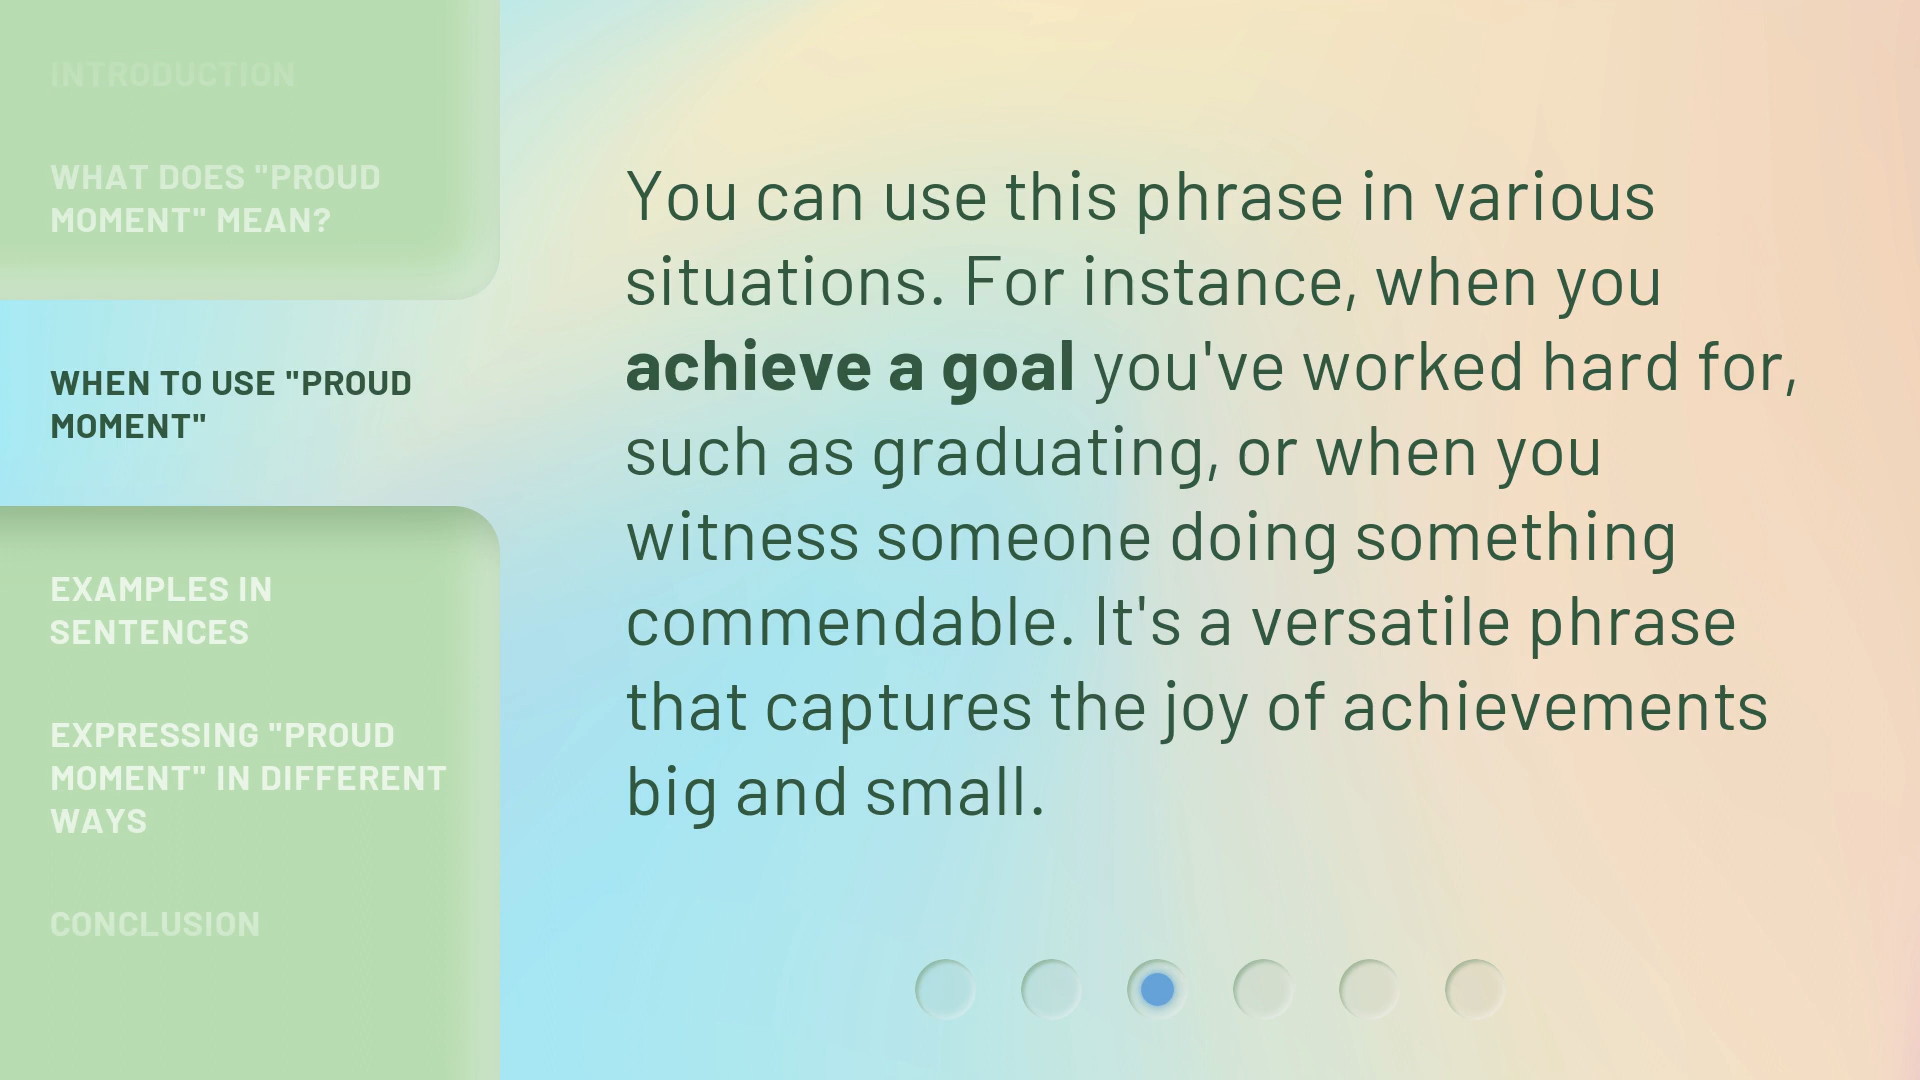 INTRODUCTION
WHAT DOES "PROUD
MOMENT" MEAN?
WHEN TO USE "PROUD
MOMENT"
EXAMPLES IN
SENTENCES
EXPRESSING "PROUD
MOMENT" IN DIFFERENT
WAYS
CONCLUSION
You can use this phrase in various
situations. For instance, when you
achieve a goal you've worked hard for,
such as graduating, or when you
witness someone doing something
commendable. It's a versatile phrase
that captures the joy of achievements
big and small.